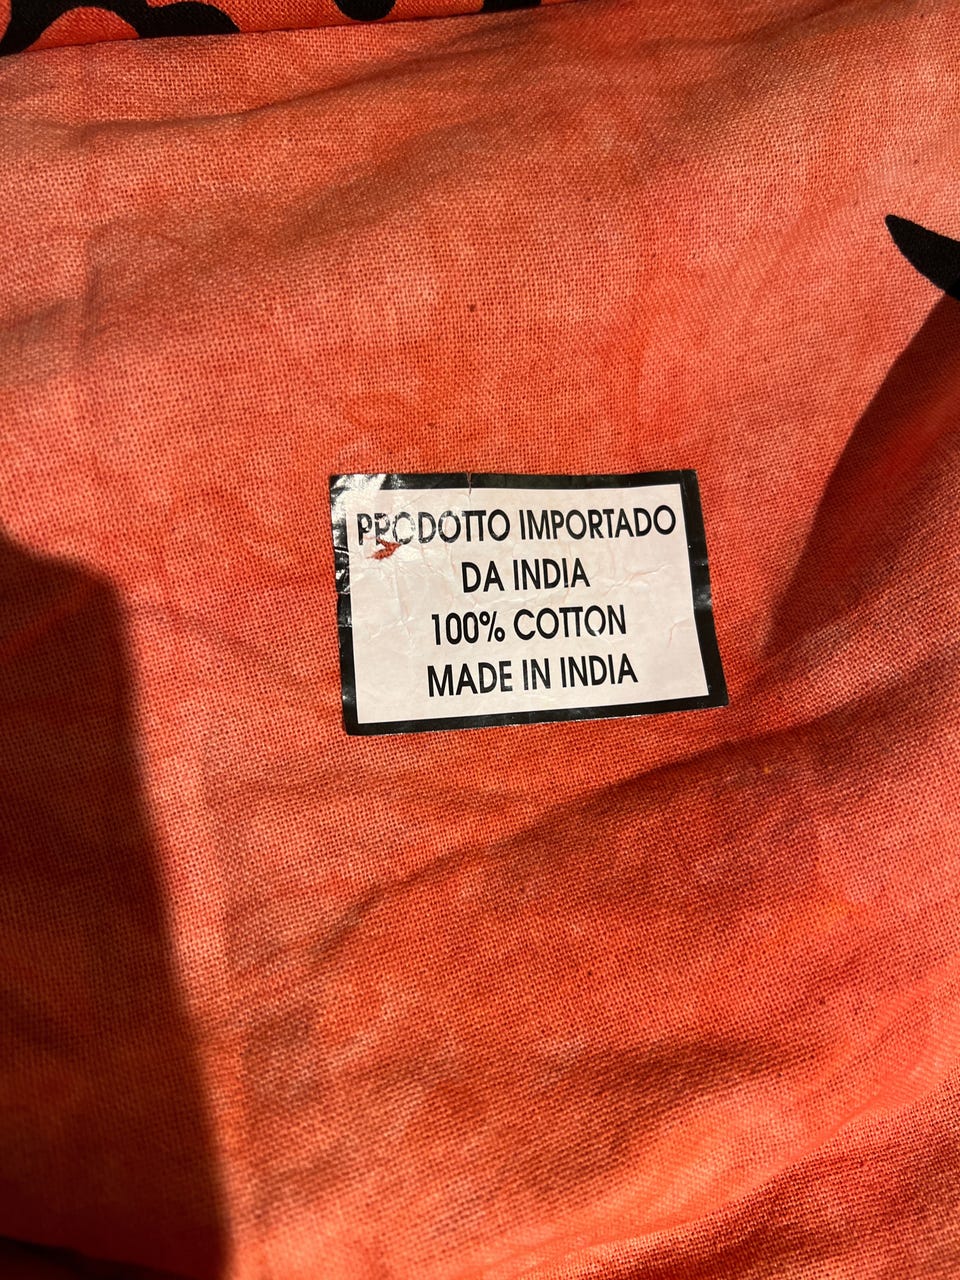 PRODOTTO IMPORTADO
DA INDIA
100% COTTON
MADE IN INDIA